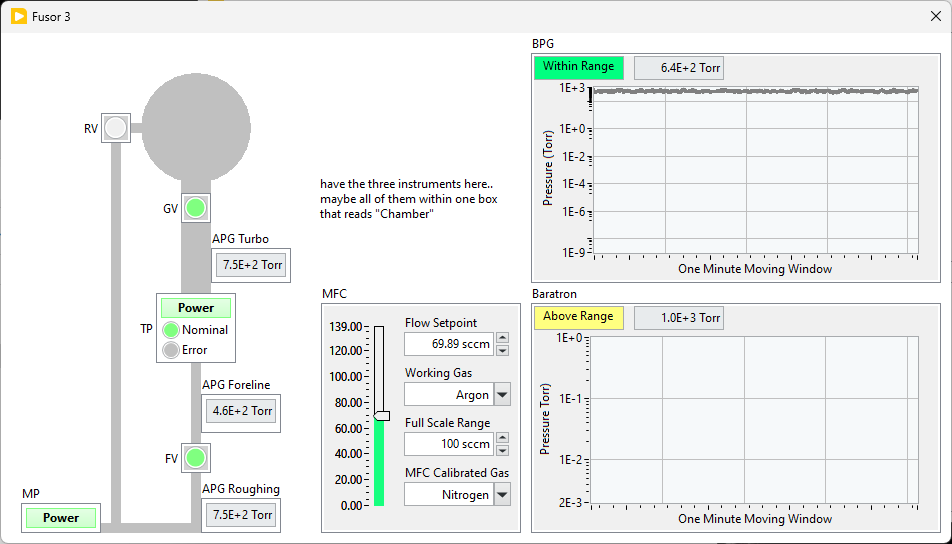 Fusor 3
RV
GV
APG Turbo
7.5E+2 Torr
Power
TP
Nominal
Error
APG Foreline
4.6E+2 Torr
FV
APG Roughing
7.5E+2 Torr
MP
Power
have the three instruments here..
maybe all of them within one box
that reads "Chamber"
MFC
139.00
120.00
100.00
80.00
60.00
40.00
20.00
0.00
Flow Setpoint
69.89 sccm
Working Gas
Argon
Full Scale Range
100 sccm
MFC Calibrated Gas
Nitrogen
BPG
Within Range
6.4E+2 Torr
Pressure (Torr)
1E+3
1E+0
1E-2
1E-4
1E-6
1E-9
One Minute Moving Window
Baratron
Above Range
1.0E+3 Torr
Pressure Torr)
1E+0
1E-1
1E-2
2E-3
One Minute Moving Window